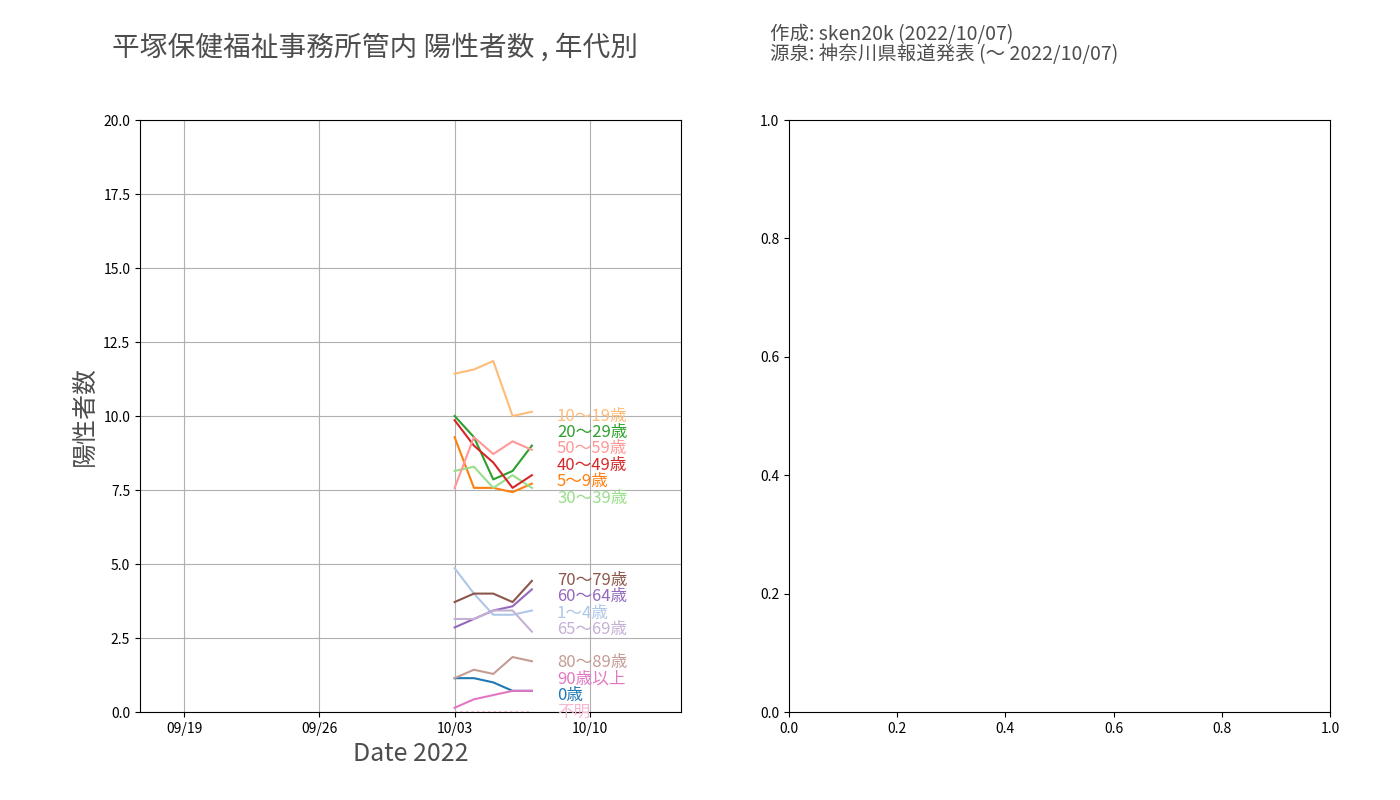 平塚保健福祉事務所管内 陽性者数 , 年代別
作成: sken20k (2022/10/07)
源泉: 神奈川県報道発表 (〜 2022/10/07)
20.0
17.5
15.0
12.5
10.0
7.5
5.0
2.5
0.0
陽性者数
10〜19歳
20〜29歳
50〜59歳
40〜49歳
5〜9歳
30〜39歳
70〜79歳
60〜64歳
1〜4歳
65〜69歳
80〜89歳
90歳以上
0歳
不明
09/19
09/26
10/03
10/10
Date 2022
1.0
0.8
0.6
0.4
0.2
0.0
0.0
0.2
0.4
0.6
0.8
1.0